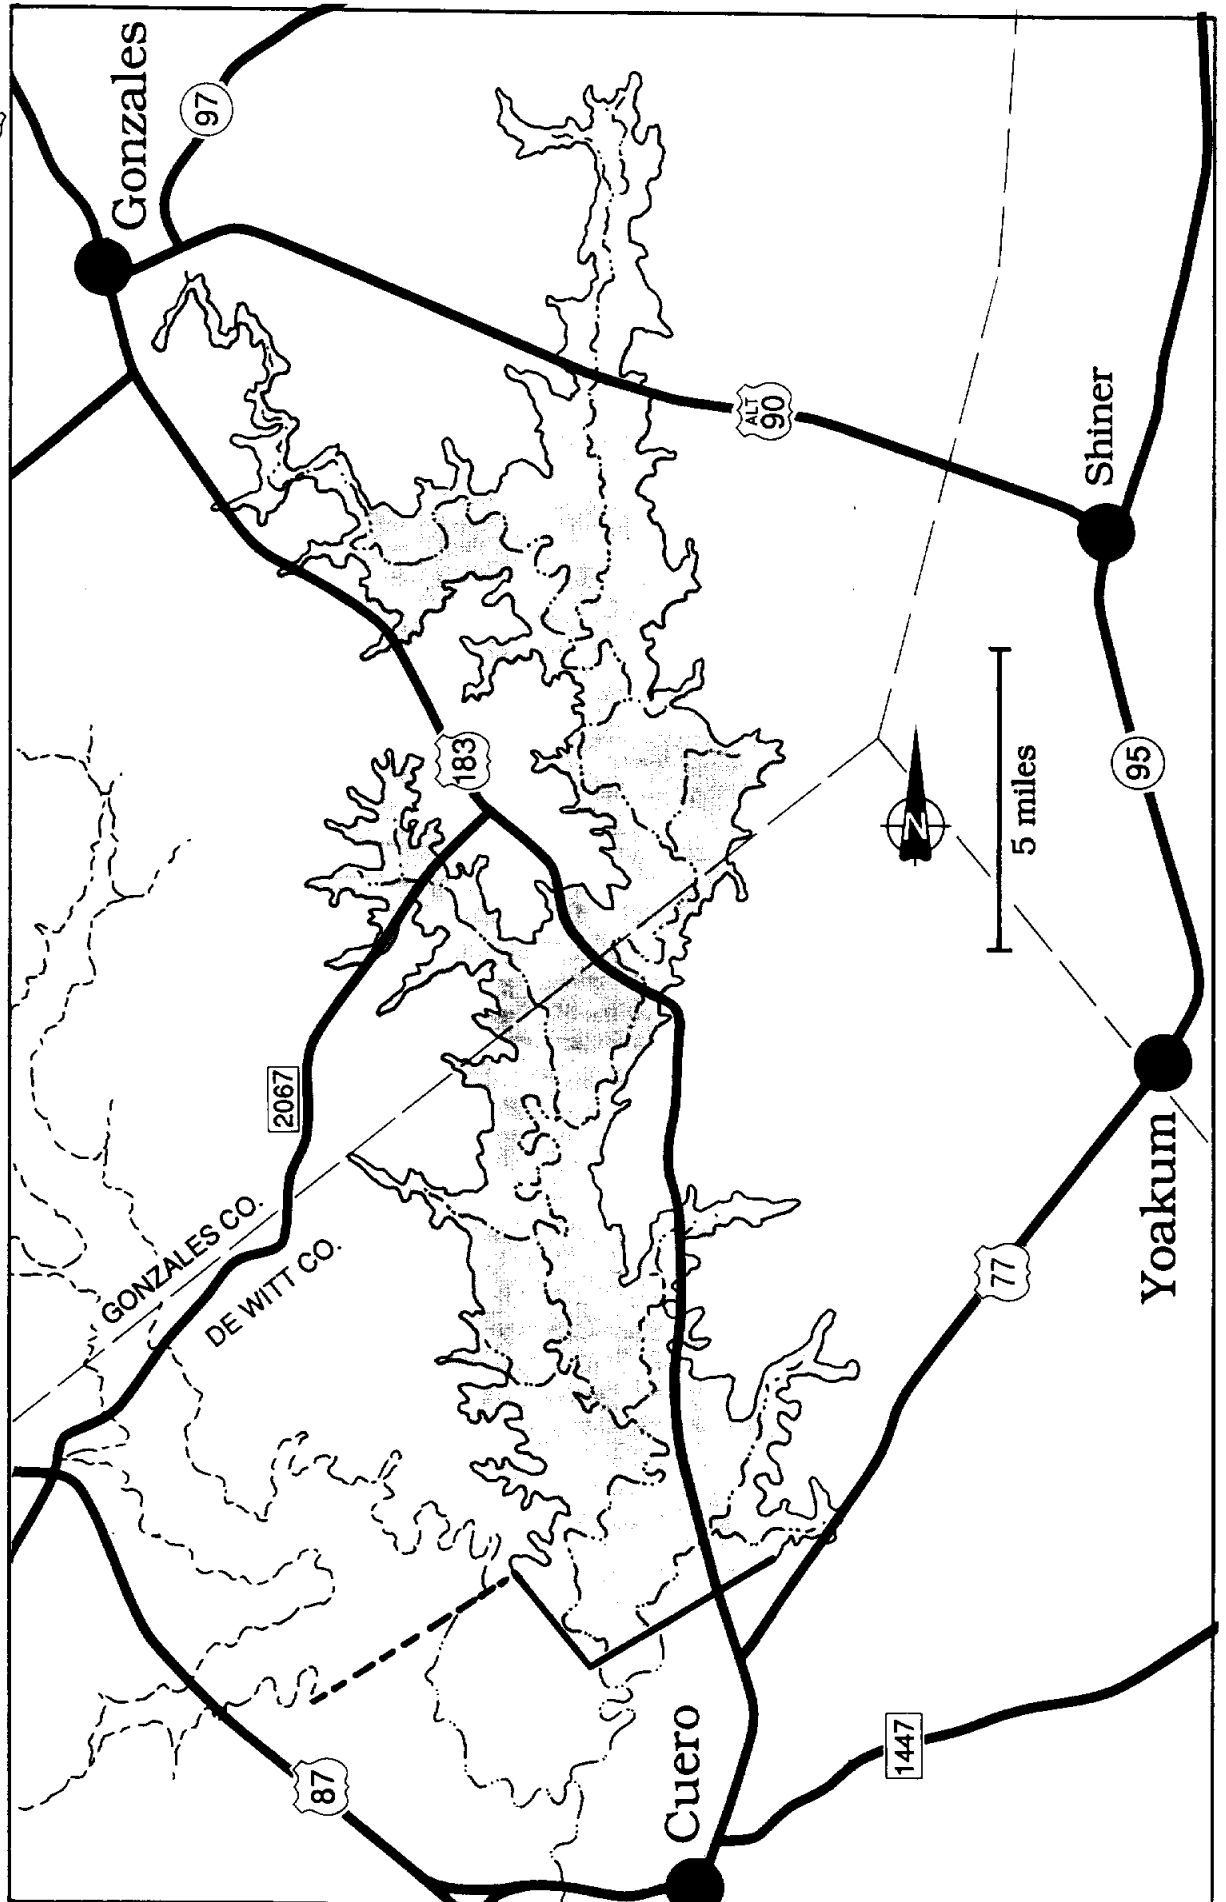 Gonzales
97
ALT
90
Shiner
183
N
5 miles
95
2067
GONZALES CO.
DE WITT CO.
Yoakum
77
Cuero
87
1447